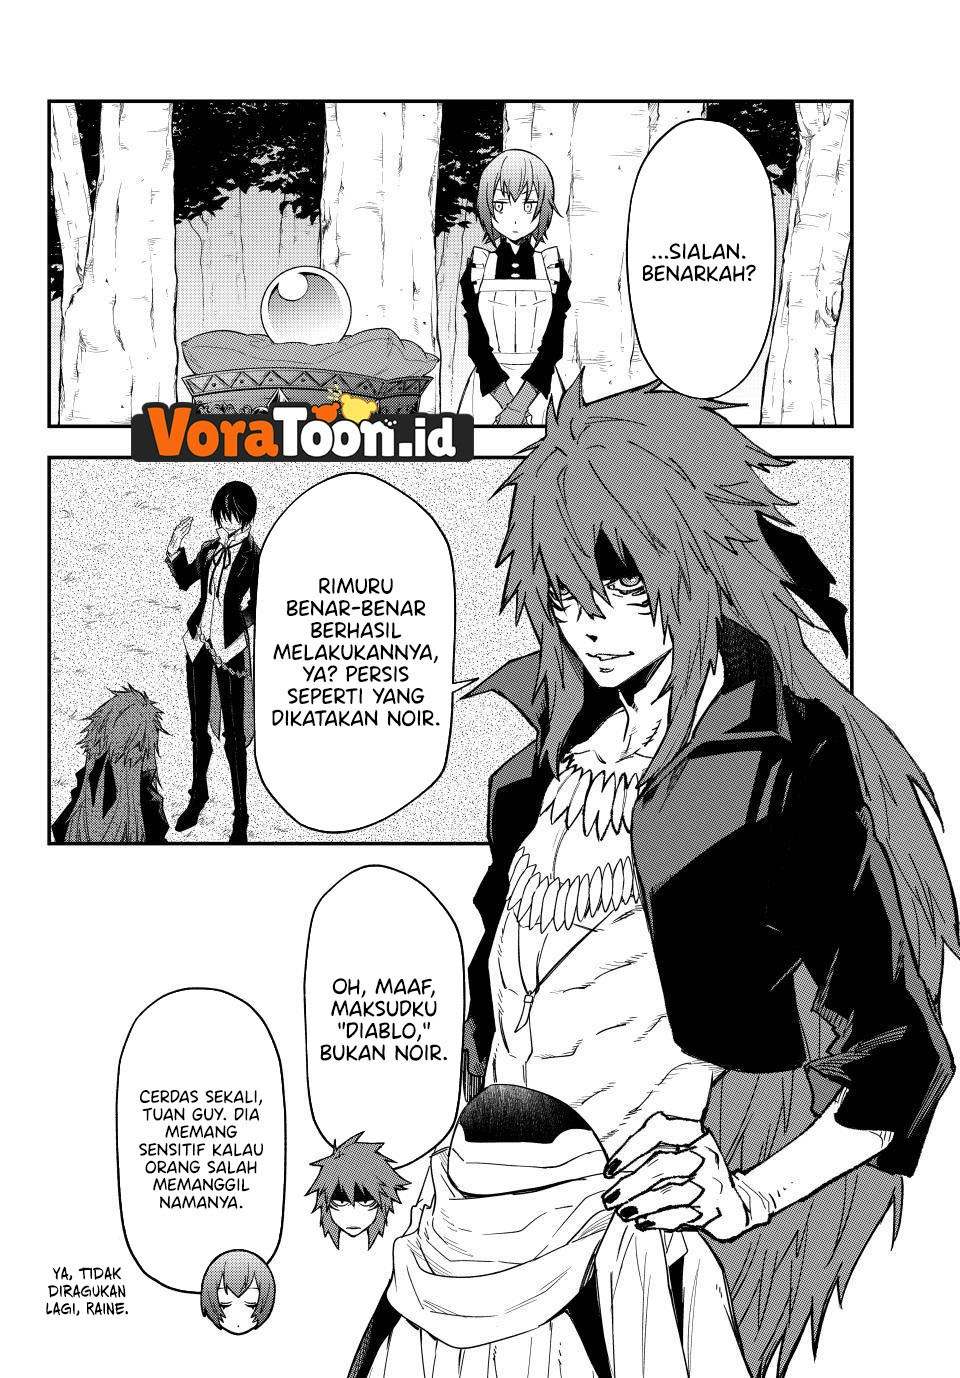 ...SIALAN.
BENARKAH?
VoraToon.id
RIMURU
BENAR-BENAR
BERHASIL
MELAKUKANNYA,
YA? PERSIS
SEPERTI YANG
DIKATAKAN NOIR.
OH, MAAF,
MAKSUDKU
"DIABLO,"
BUKAN NOIR.
CERDAS SEKALI,
TUAN GUY. DIA
MEMANG
SENSITIF KALAU
ORANG SALAH
MEMANGGIL
NAMANYA.
YA, TIDAK
DIRAGUKAN
LAGI, RAINE.